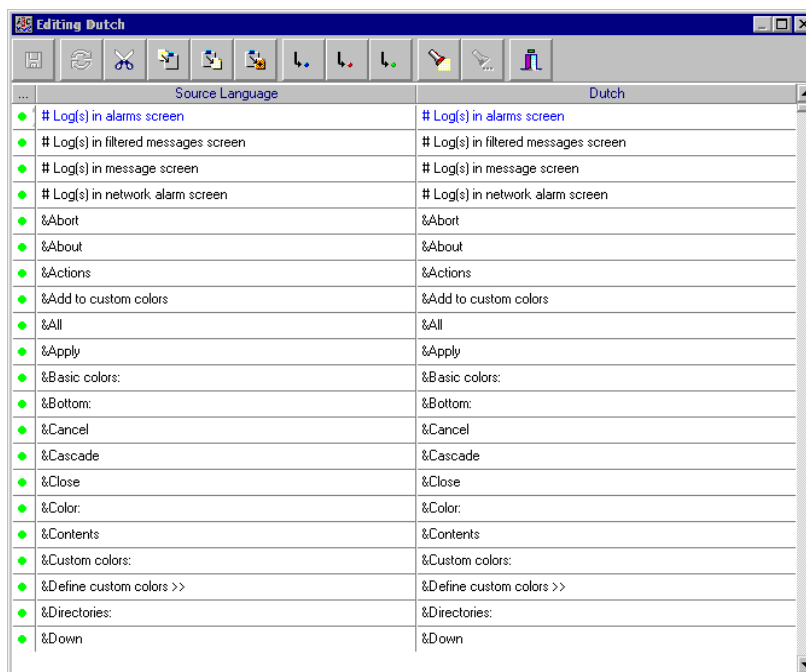 Editing Dutch
... Source Language Dutch
# Log(s) in alarms screen # Log(s) in alarms screen
# Log(s) in filtered messages screen # Log(s) in filtered messages screen
# Log(s) in message screen # Log(s) in message screen
# Log(s) in network alarm screen # Log(s) in network alarm screen
&Abort &Abort
&About &About
&Actions &Actions
&Add to custom colors &Add to custom colors
&All &All
&Apply &Apply
&Basic colors: &Basic colors:
&Bottom: &Bottom:
&Cancel &Cancel
&Cascade &Cascade
&Close &Close
&Color: &Color:
&Contents &Contents
&Custom colors: &Custom colors:
&Define custom colors >> &Define custom colors >>
&Directories: &Directories:
&Down &Down